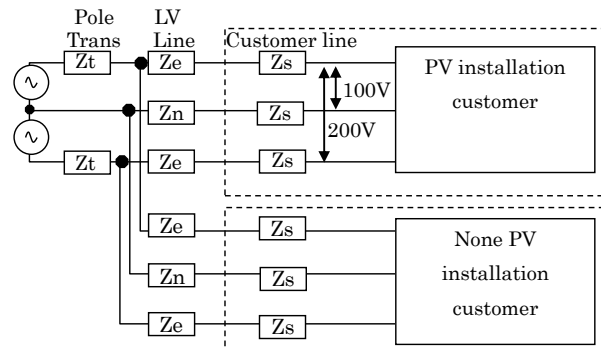 Pole
Trans
LV
Line
Customer line
Zt
Ze
Zs
100V
PV installation
customer
Zn
Zs
200V
Zt
Ze
Zs
Ze
Zs
None PV
installation
customer
Zn
Zs
Ze
Zs